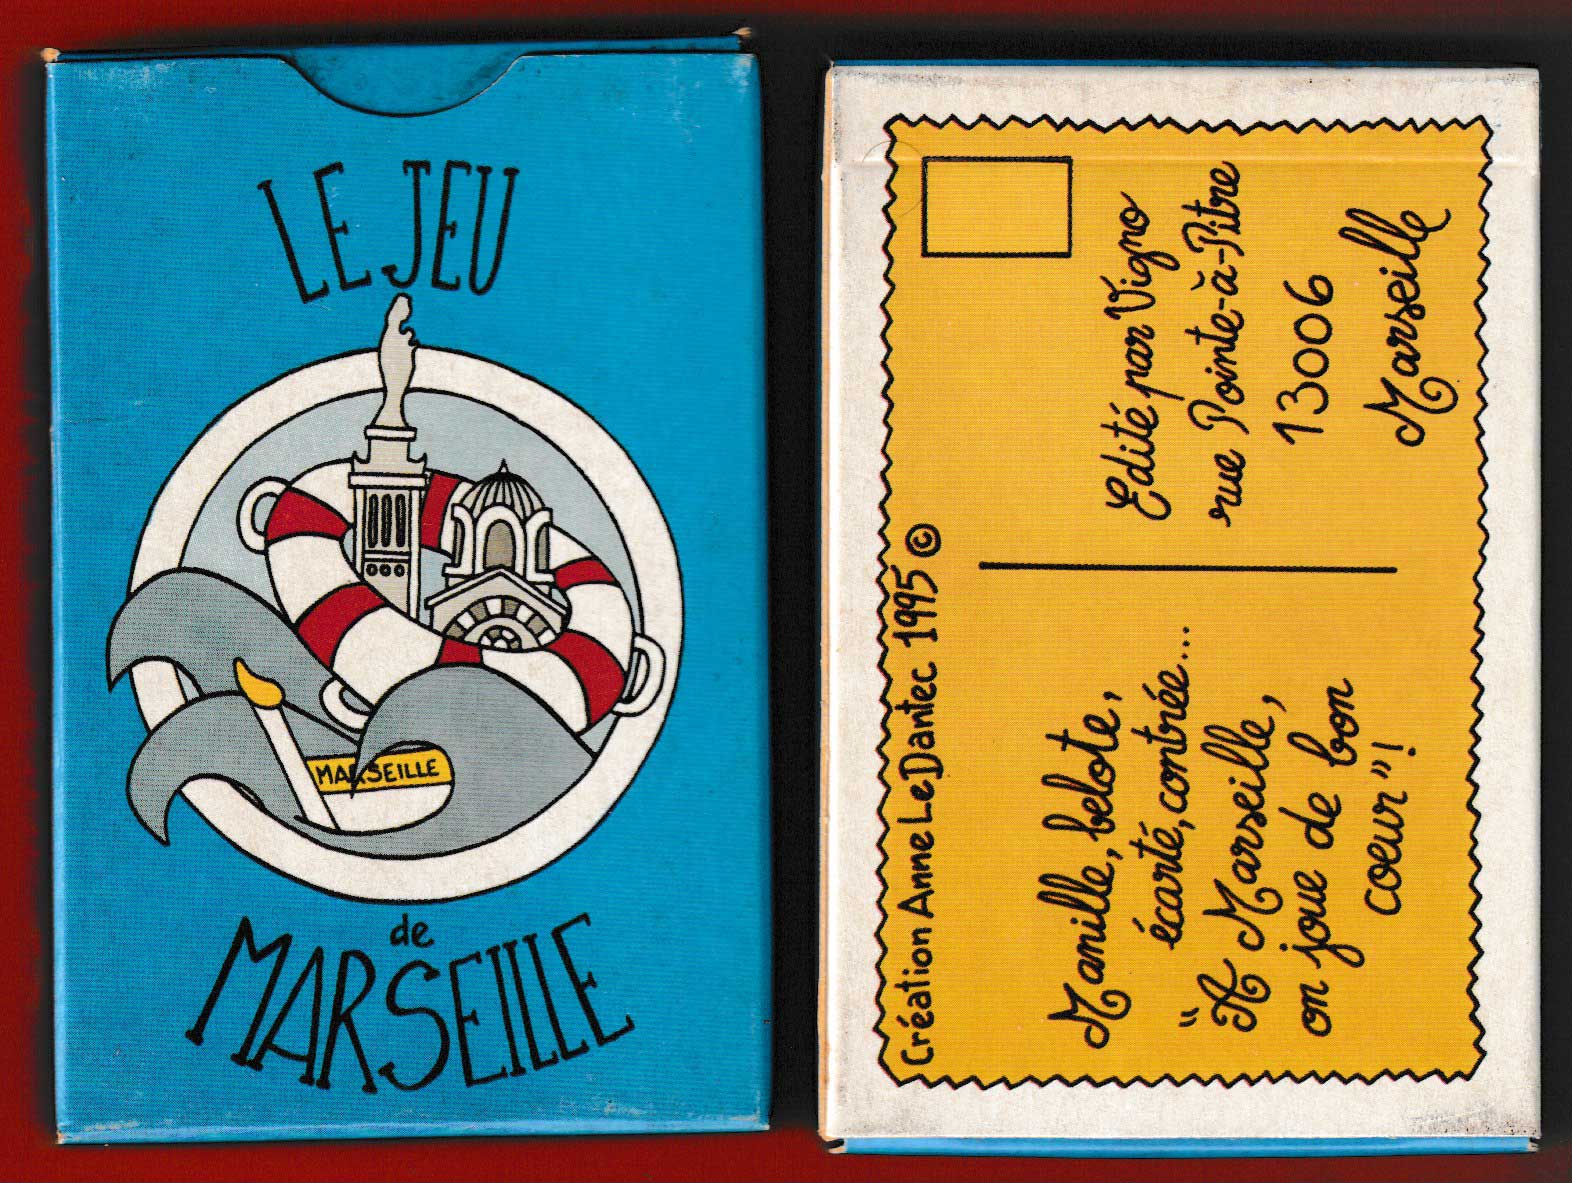 LE JEU
MARSEILLE
de
MARSEILLE
Création Anne Le Dantec 1995 ©
Manille, belote,
écarté, contrée...
"A Marseille,
on joue de bon
coeur"!
Edité par Vigno
rue Pointe-à-Pitre
13006
Marseille